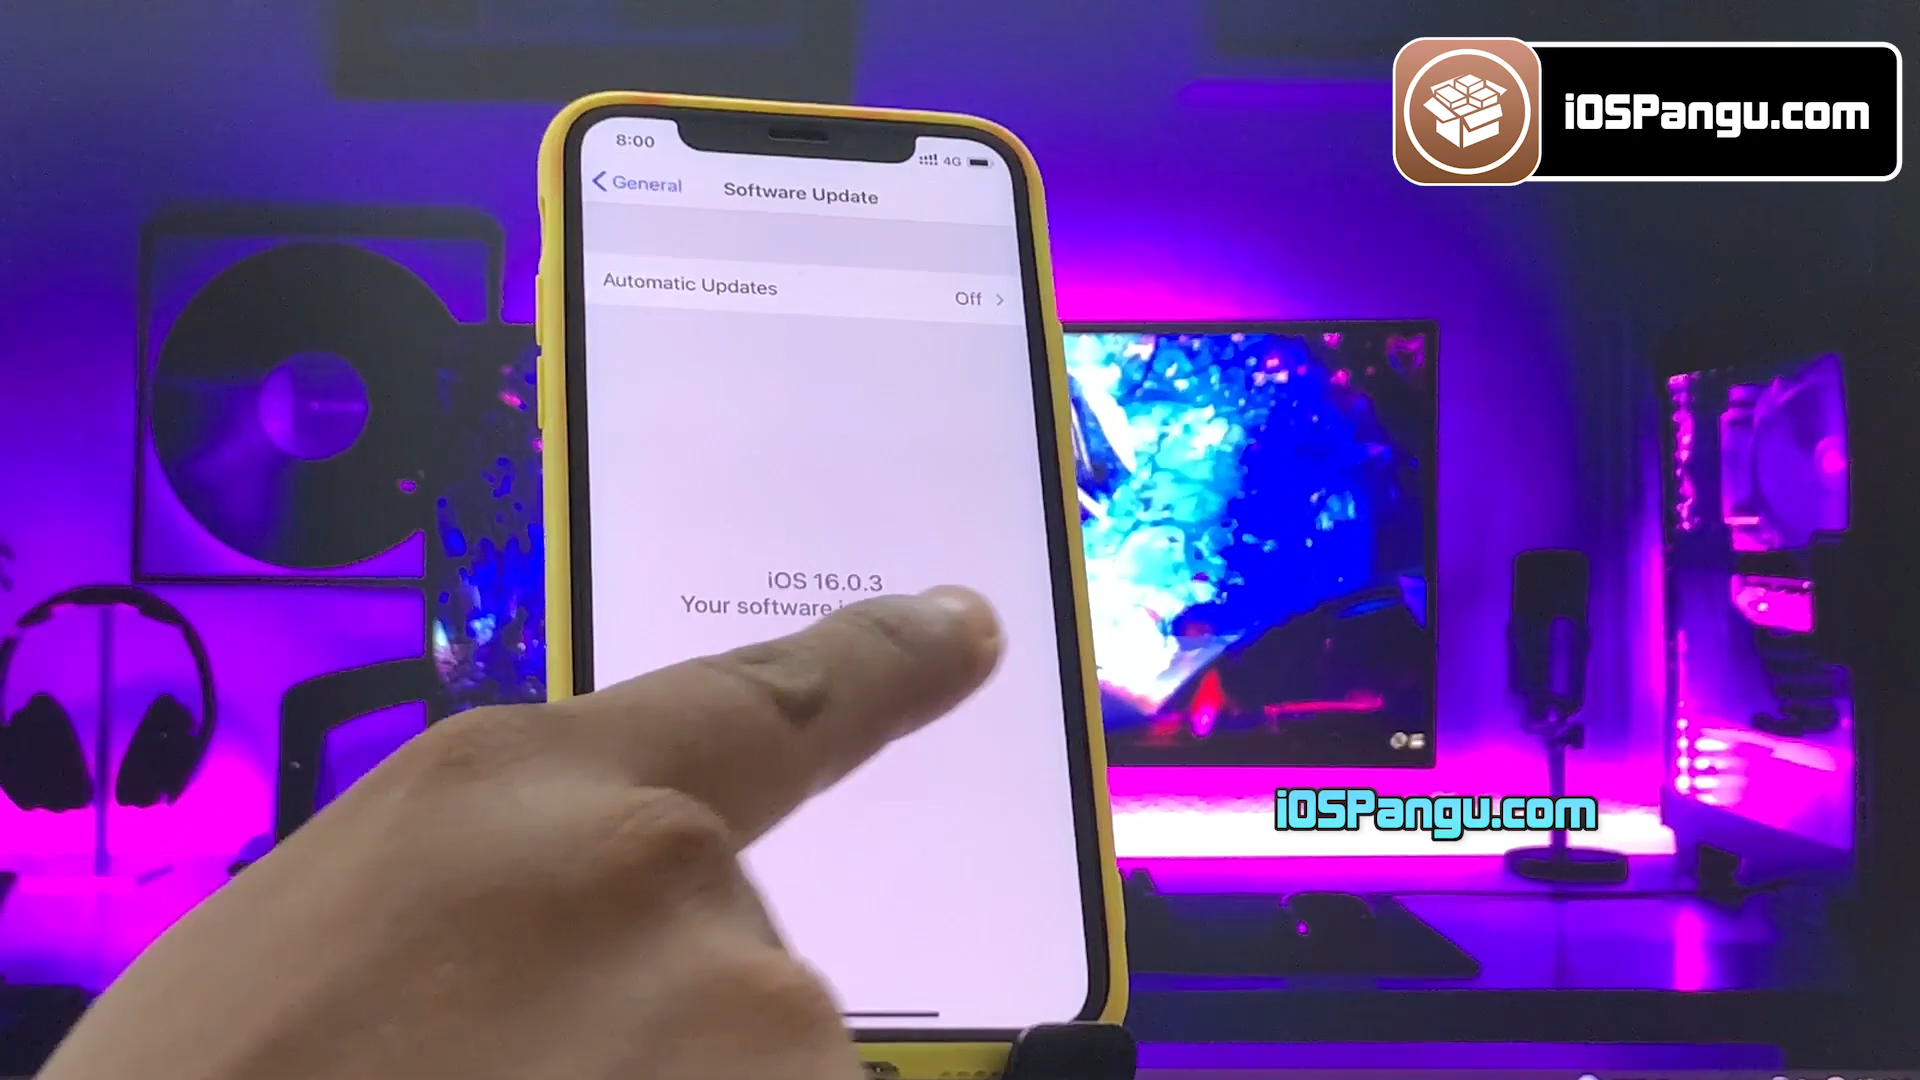 iOSPangu.com
8:00
4G
General
Software Update
Automatic Updates
Off
iOS 16.0.3
Your software
iOSPangu.com